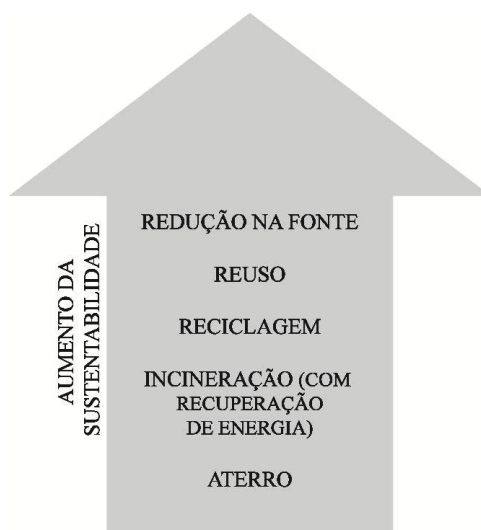 REDUÇÃO NA FONTE
REUSO
RECICLAGEM
INCINERAÇÃO (COM
RECUPERAÇÃO
DE ENERGIA)
ATERRO
AUMENTO DA
SUSTENTABILIDADE